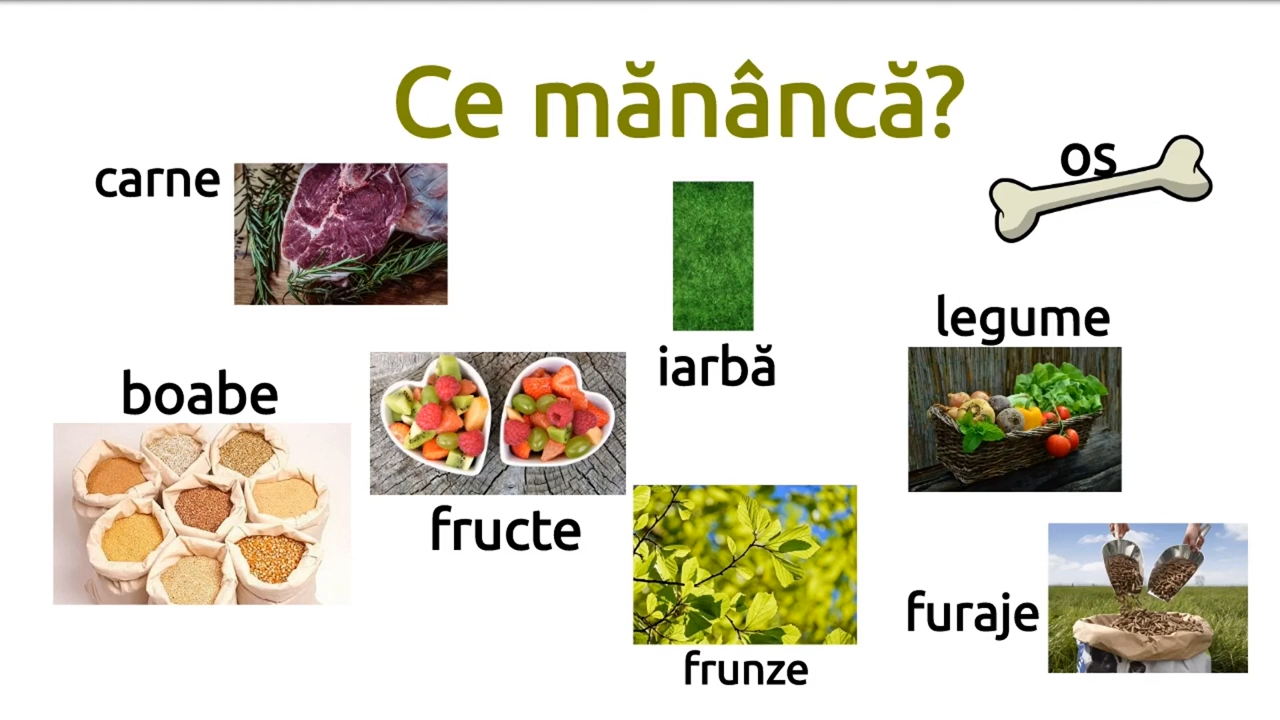 Ce mănâncă?
carne
os
legume
iarbă
boabe
fructe
furaje
frunze